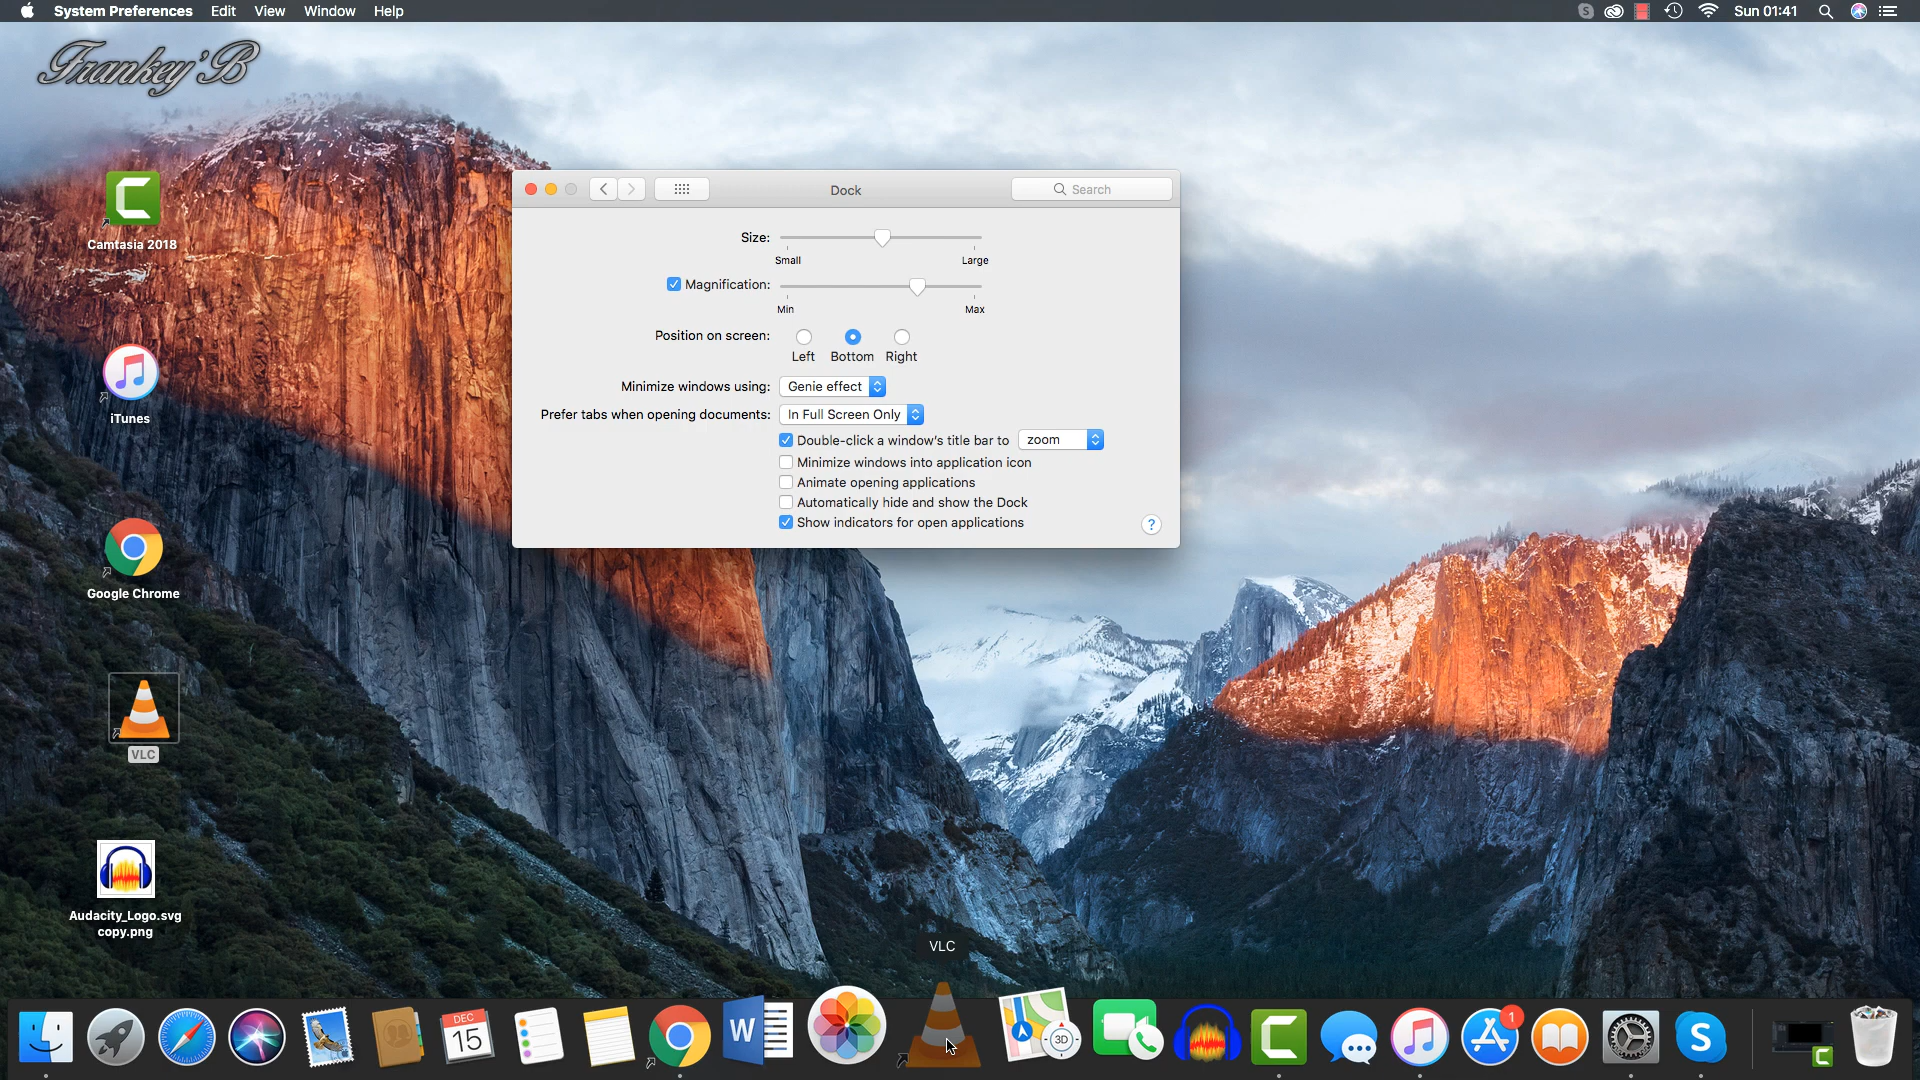 System Preferences Edit View Window Help
Sun 01:41
Frankey'B
Dock
Search
Size:
Small Large
Magnification:
Min Max
Position on screen:
Left Bottom Right
Minimize windows using: Genie effect
Prefer tabs when opening documents: In Full Screen Only
Double-click a window's title bar to zoom
Minimize windows into application icon
Animate opening applications
Automatically hide and show the Dock
Show indicators for open applications
?
Camtasia 2018
iTunes
Google Chrome
VLC
Audacity_Logo.svg
copy.png
VLC
DEC
15
W
3D
1
S